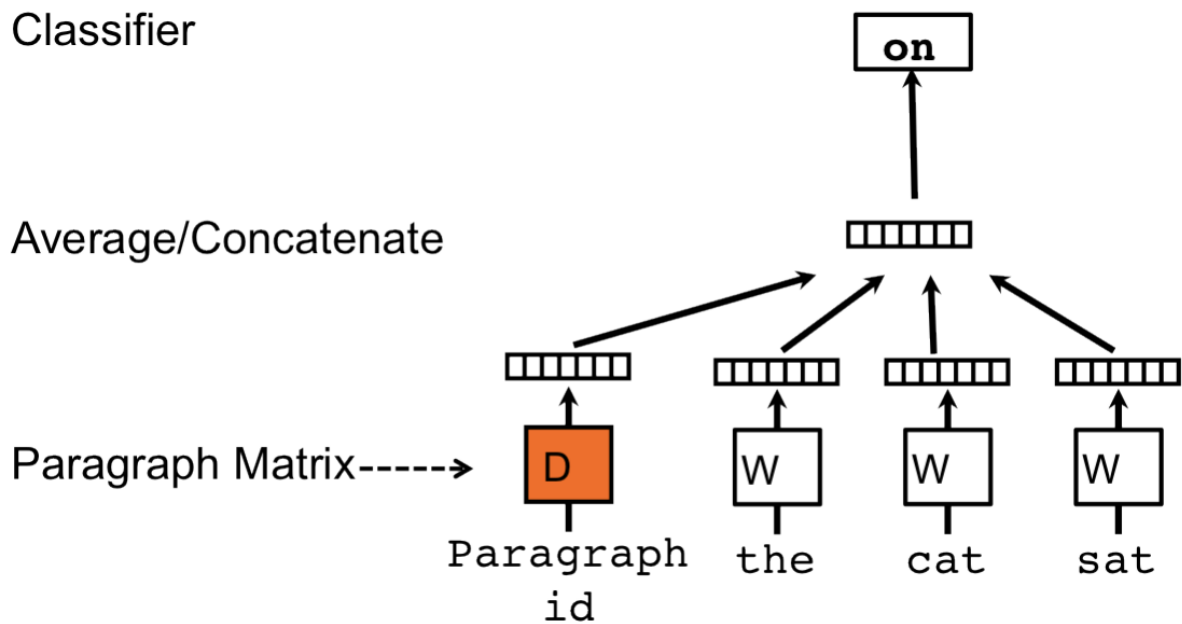 Classifier
on
Average/Concatenate
Paragraph Matrix
D
W
W
W
Paragraph
id
the
cat
sat